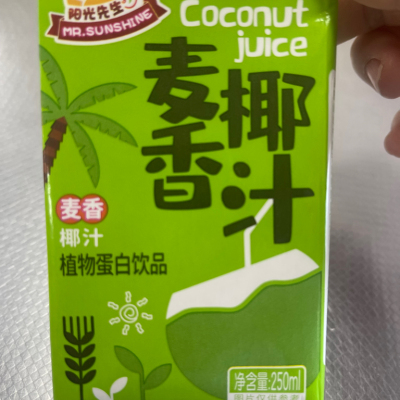 阳光先生
MR.SUNSHINE
Coconut
juice
麦香
椰汁
麦香
椰汁
植物蛋白饮品
净含量:250ml